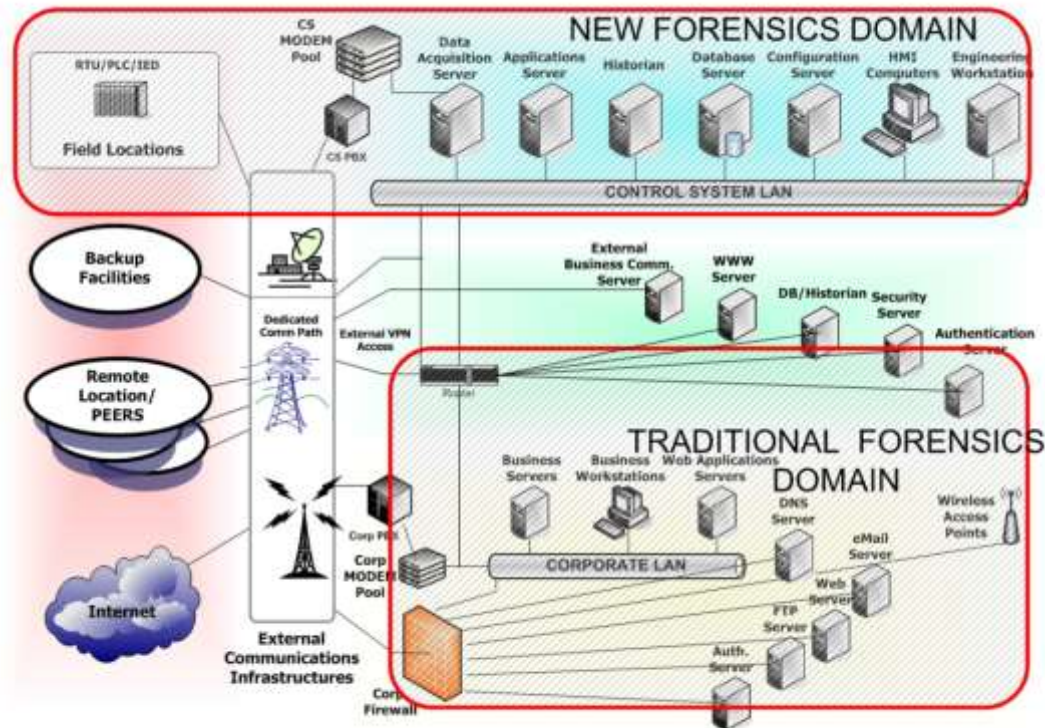 NEW FORENSICS DOMAIN
CS
MODEM
Pool
Data
Acquisition
Server
Applications
Server
Historian
Database
Server
Configuration
Server
HMI
Computers
Engineering
Workstation
RTU/PLC/IED
Field Locations
CS PBX
CONTROL SYSTEM LAN
Backup
Facilities
External
Business Comm.
Server
WWW
Server
DB/Historian
Security
Server
Authentication
Server
Dedicated
Comm Path
External VPN
Access
Remote
Location/
PEERS
Router
TRADITIONAL FORENSICS
DOMAIN
Business
Servers
Business
Workstations
Web Applications
Servers
DNS
Server
Wireless
Access
Points
eMail
Server
Corp PBX
Corp
MODEM
Pool
CORPORATE LAN
Web
Server
FTP
Server
Auth.
Server
Internet
External
Communications
Infrastructures
Corp
Firewall